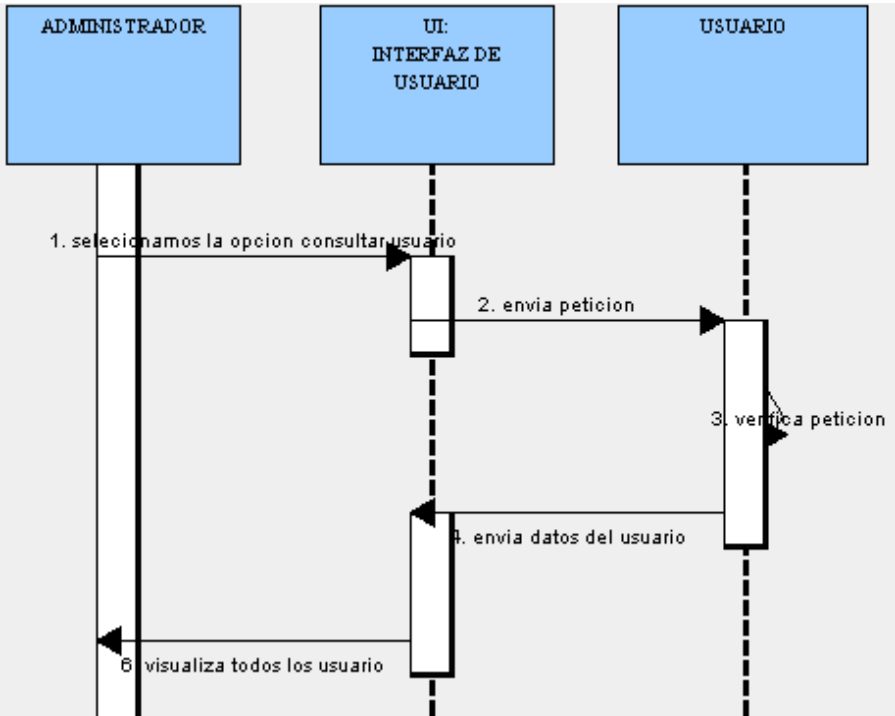 ADMINISTRADOR
UI:
INTERFAZ DE
USUARIO
USUARIO
1. selecionamos la opcion consultar usuario
2. envia peticion
3. verifica peticion
4. envia datos del usuario
6. visualiza todos los usuario